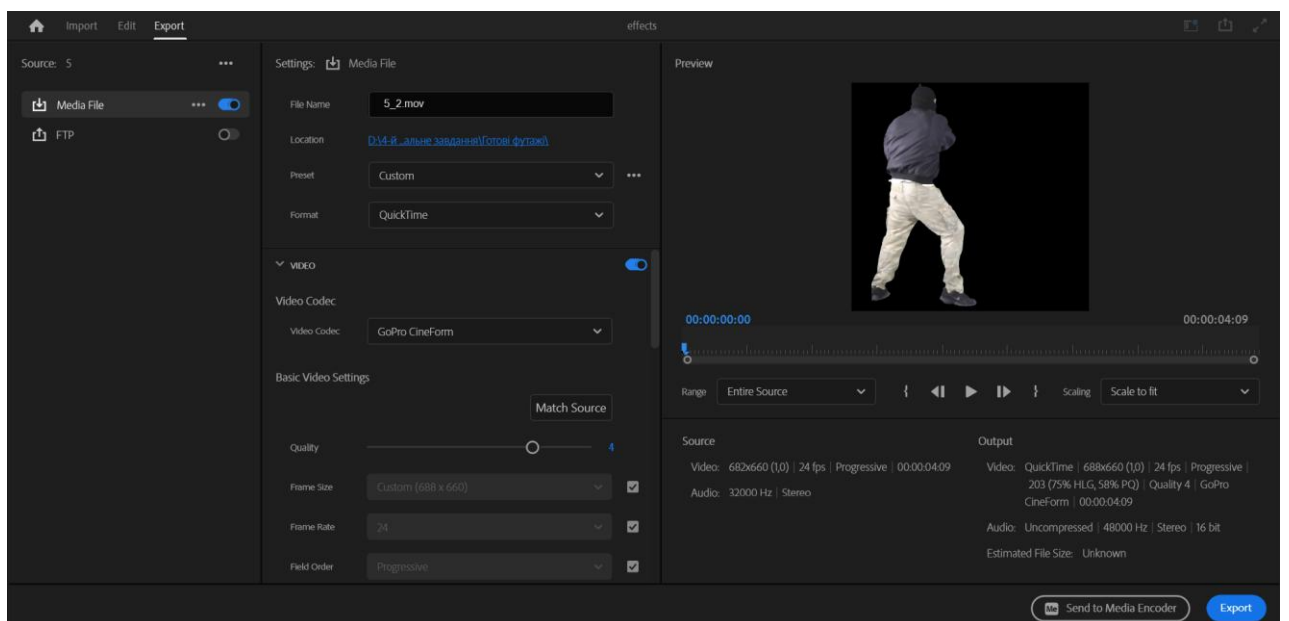 Import Edit Export effects
Source: 5 •••
Media File •••
FTP
Settings: Media File
File Name 5_2.mov
Location D:\4-й ...альне завдання\Готові футажі\
Preset Custom •••
Format QuickTime
VIDEO
Video Codec
Video Codec GoPro CineForm
Basic Video Settings
Match Source
Quality 4
Frame Size Custom (688 x 660)
Frame Rate 24
Field Order Progressive
Preview
00:00:00:00 00:00:04:09
Range Entire Source Scaling Scale to fit
Source
Video: 682x660 (1,0) | 24 fps | Progressive | 00:00:04:09
Audio: 32000 Hz | Stereo
Output
Video: QuickTime | 688x660 (1,0) | 24 fps | Progressive |
203 (75% HLG, 58% PQ) | Quality 4 | GoPro
CineForm | 00:00:04:09
Audio: Uncompressed | 48000 Hz | Stereo | 16 bit
Estimated File Size: Unknown
Me Send to Media Encoder Export